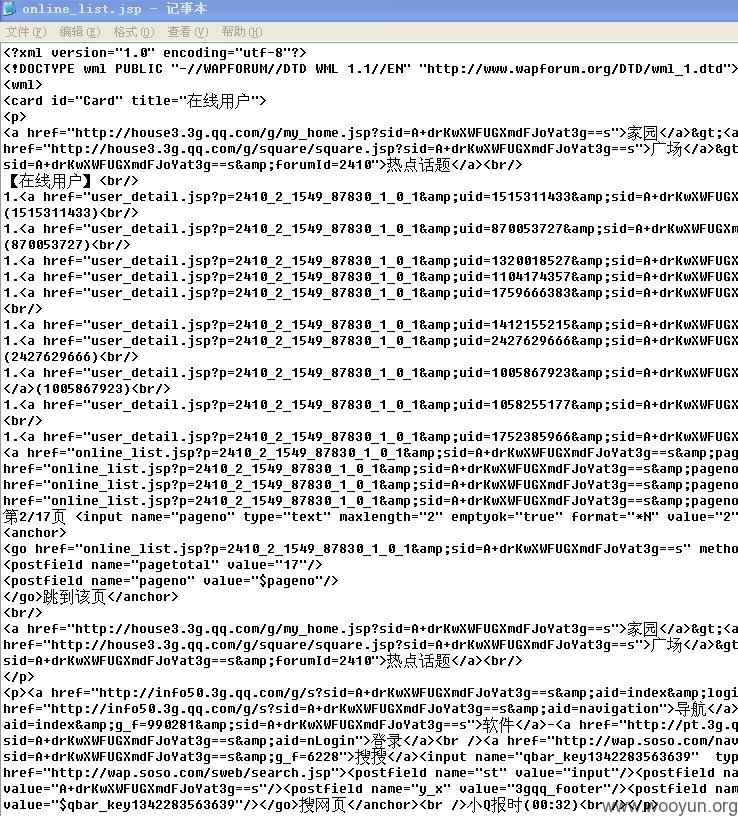 online_list.jsp - 记事本
文件(F) 编辑(E) 格式(O) 查看(V) 帮助(H)
<?xml version="1.0" encoding="utf-8"?>
<!DOCTYPE wml PUBLIC "-//WAPFORUM//DTD WML 1.1//EN" "http://www.wapforum.org/DTD/wml_1.dtd">
<wml>
<card id="Card" title="在线用户">
<p>
<a href="http://house3.3g.qq.com/g/my_home.jsp?sid=A+drKwXWFUGXmdFJoYat3g==s">家园</a>&gt;<a
href="http://house3.3g.qq.com/g/square/square.jsp?sid=A+drKwXWFUGXmdFJoYat3g==s">广场</a>&gt
sid=A+drKwXWFUGXmdFJoYat3g==s&amp;forumId=2410">热点话题</a><br/>
【在线用户】<br/>
1.<a href="user_detail.jsp?p=2410_2_1549_87830_1_0_1&amp;uid=1515311433&amp;sid=A+drKwXWFUGX
(1515311433)<br/>
1.<a href="user_detail.jsp?p=2410_2_1549_87830_1_0_1&amp;uid=870053727&amp;sid=A+drKwXWFUGXm
(870053727)<br/>
1.<a href="user_detail.jsp?p=2410_2_1549_87830_1_0_1&amp;uid=1320018527&amp;sid=A+drKwXWFUGX
1.<a href="user_detail.jsp?p=2410_2_1549_87830_1_0_1&amp;uid=1104174357&amp;sid=A+drKwXWFUGX
1.<a href="user_detail.jsp?p=2410_2_1549_87830_1_0_1&amp;uid=1759666383&amp;sid=A+drKwXWFUGX
<br/>
1.<a href="user_detail.jsp?p=2410_2_1549_87830_1_0_1&amp;uid=1412155215&amp;sid=A+drKwXWFUGX
1.<a href="user_detail.jsp?p=2410_2_1549_87830_1_0_1&amp;uid=2427629666&amp;sid=A+drKwXWFUGX
(2427629666)<br/>
1.<a href="user_detail.jsp?p=2410_2_1549_87830_1_0_1&amp;uid=1005867923&amp;sid=A+drKwXWFUGX
</a>(1005867923)<br/>
1.<a href="user_detail.jsp?p=2410_2_1549_87830_1_0_1&amp;uid=1058255177&amp;sid=A+drKwXWFUGX
<br/>
1.<a href="user_detail.jsp?p=2410_2_1549_87830_1_0_1&amp;uid=1752385966&amp;sid=A+drKwXWFUGX
<a href="online_list.jsp?p=2410_2_1549_87830_1_0_1&amp;sid=A+drKwXWFUGXmdFJoYat3g==s&amp;pag
href="online_list.jsp?p=2410_2_1549_87830_1_0_1&amp;sid=A+drKwXWFUGXmdFJoYat3g==s&amp;pageno
href="online_list.jsp?p=2410_2_1549_87830_1_0_1&amp;sid=A+drKwXWFUGXmdFJoYat3g==s&amp;pageno
href="online_list.jsp?p=2410_2_1549_87830_1_0_1&amp;sid=A+drKwXWFUGXmdFJoYat3g==s&amp;pageno
第2/17页 <input name="pageno" type="text" maxlength="2" emptyok="true" format="*N" value="2"
<anchor>
<go href="online_list.jsp?p=2410_2_1549_87830_1_0_1&amp;sid=A+drKwXWFUGXmdFJoYat3g==s" metho
<postfield name="pagetotal" value="17"/>
<postfield name="pageno" value="$pageno"/>
</go>跳到该页</anchor>
<br/>
<a href="http://house3.3g.qq.com/g/my_home.jsp?sid=A+drKwXWFUGXmdFJoYat3g==s">家园</a>&gt;<a
href="http://house3.3g.qq.com/g/square/square.jsp?sid=A+drKwXWFUGXmdFJoYat3g==s">广场</a>&gt
sid=A+drKwXWFUGXmdFJoYat3g==s&amp;forumId=2410">热点话题</a><br/>
</p>
<p><a href="http://info50.3g.qq.com/g/s?sid=A+drKwXWFUGXmdFJoYat3g==s&amp;aid=index&amp;logi
href="http://info50.3g.qq.com/g/s?sid=A+drKwXWFUGXmdFJoYat3g==s&amp;aid=navigation">导航</a>
aid=index&amp;g_f=990281&amp;sid=A+drKwXWFUGXmdFJoYat3g==s">软件</a>-<a href="http://pt.3g.q
sid=A+drKwXWFUGXmdFJoYat3g==s&amp;aid=nLogin">登录</a><br /><a href="http://wap.soso.com/nav
sid=A+drKwXWFUGXmdFJoYat3g==s&amp;g_f=6228">搜搜</a><input name="qbar_key1342283563639" typ
href="http://wap.soso.com/sweb/search.jsp"><postfield name="st" value="input"/><postfield na
value="A+drKwXWFUGXmdFJoYat3g==s"/><postfield name="y_x" value="3gqq_footer"/><postfield nam
value="$qbar_key1342283563639"/></go>搜网页</anchor><br />小Q报时(00:32)<br /></p>
www.wooyun.org